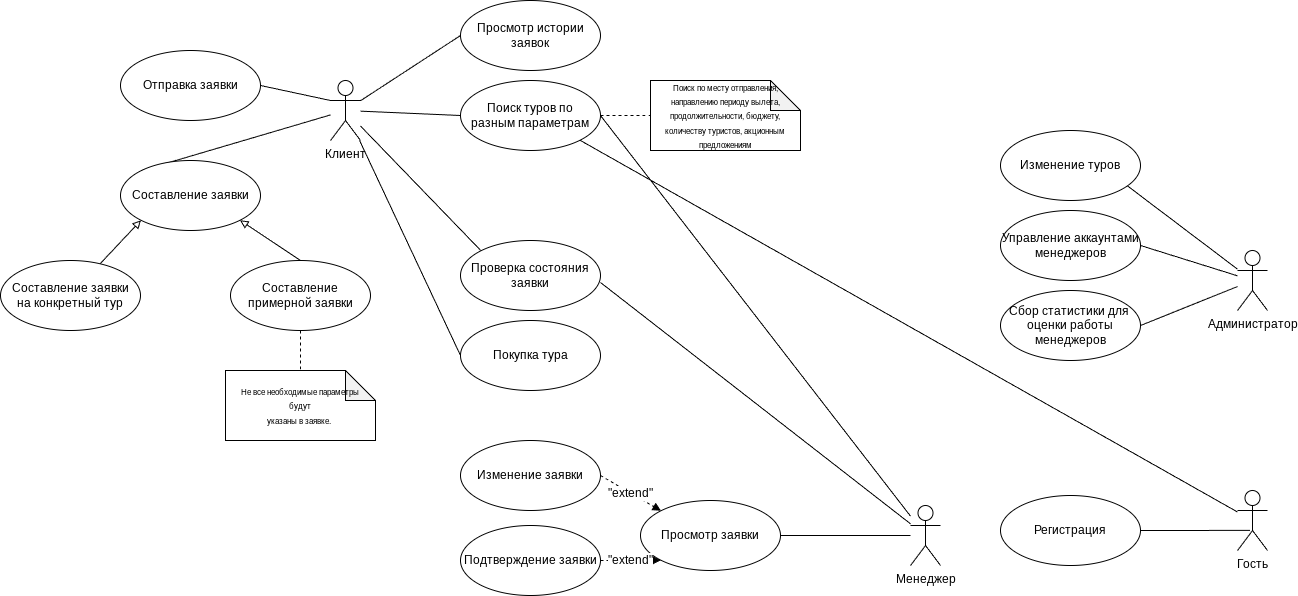 Просмотр истории
заявок
Отправка заявки
Поиск туров по
разным параметрам
Поиск по месту отправления,
направлению периоду вылета,
продолжительности, бюджету,
количеству туристов, акционным
предложениям
Клиент
Изменение туров
Составление заявки
Управление аккаунтами
менеджеров
Проверка состояния
заявки
Составление заявки
на конкретный тур
Составление
примерной заявки
Сбор статистики для
оценки работы
менеджеров
Администратор
Покупка тура
Не все необходимые параметры
будут
указаны в заявке.
Изменение заявки
"extend"
Просмотр заявки
Подтверждение заявки
"extend"
Менеджер
Регистрация
Гость